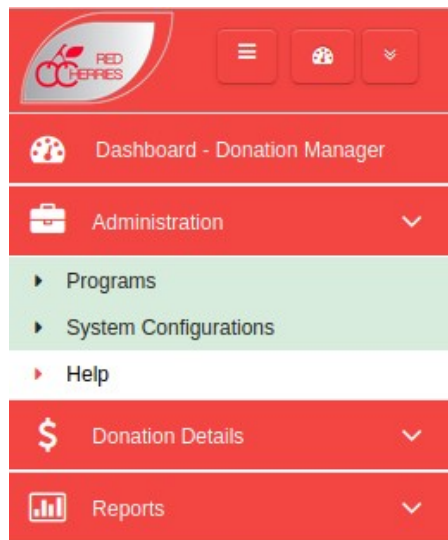 RED
CHERRIES
Dashboard - Donation Manager
Administration
Programs
System Configurations
Help
Donation Details
Reports